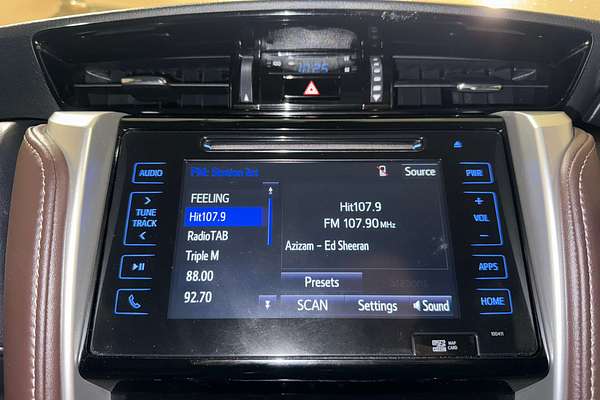 AUDIO
TUNE
TRACK
FM: Station list
Source
FEELING
Hit107.9
RadioTAB
Triple M
88.00
92.70
Hit107.9
FM 107.90 MHz
Azizam - Ed Sheeran
Presets
SCAN
Settings
Sound
PWR
+
VOL
-
APPS
HOME
MAP
CARD
100411